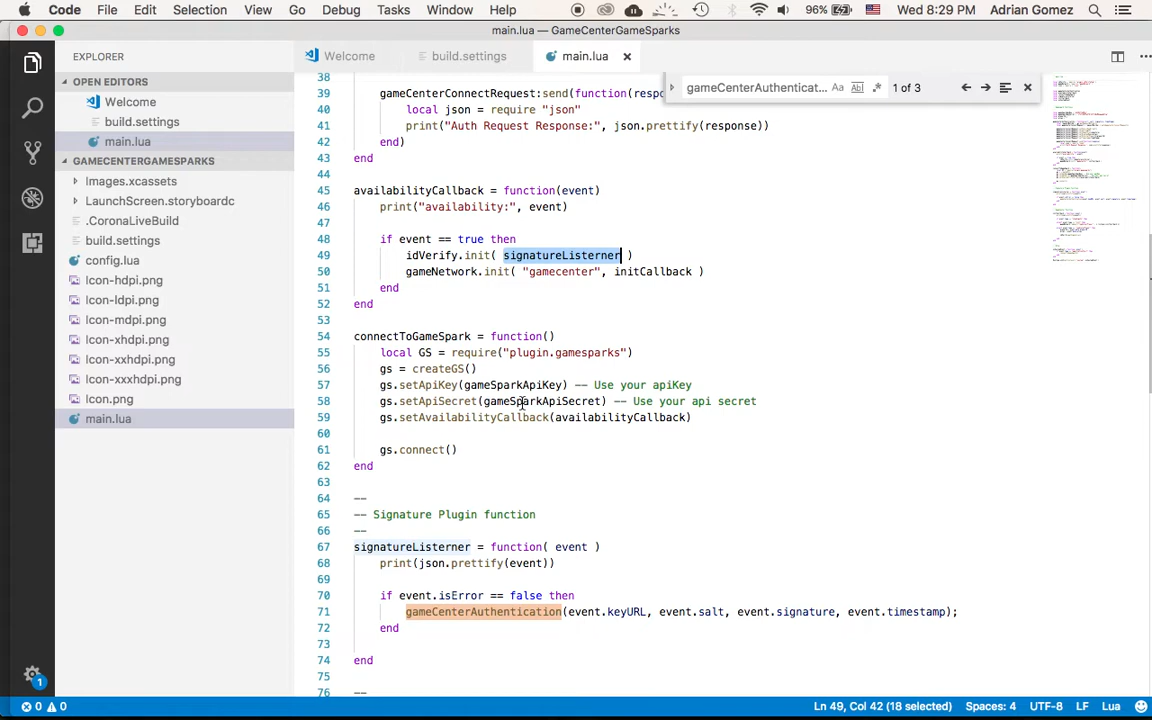 Code File Edit Selection View Go Debug Tasks Window Help 96% Wed 8:29 PM Adrian Gomez
main.lua — GameCenterGameSparks
EXPLORER
OPEN EDITORS
Welcome
build.settings
main.lua
GAMECENTERGAMESPARKS
Images.xcassets
LaunchScreen.storyboardc
.CoronaLiveBuild
build.settings
config.lua
Icon-hdpi.png
Icon-ldpi.png
Icon-mdpi.png
Icon-xhdpi.png
Icon-xxhdpi.png
Icon-xxxhdpi.png
Icon.png
main.lua
1
Welcome build.settings main.lua
gameCenterAuthenticat... Aa Abl .* 1 of 3
38
39 gameCenterConnectRequest:send(function(respo
40 local json = require "json"
41 print("Auth Request Response:", json.prettify(response))
42 end)
43 end
44
45 availabilityCallback = function(event)
46 print("availability:", event)
47
48 if event == true then
49 idVerify.init( signatureListerner )
50 gameNetwork.init( "gamecenter", initCallback )
51 end
52 end
53
54 connectToGameSpark = function()
55 local GS = require("plugin.gamesparks")
56 gs = createGS()
57 gs.setApiKey(gameSparkApiKey) -- Use your apiKey
58 gs.setApiSecret(gameSparkApiSecret) -- Use your api secret
59 gs.setAvailabilityCallback(availabilityCallback)
60
61 gs.connect()
62 end
63
64 --
65 -- Signature Plugin function
66 --
67 signatureListerner = function( event )
68 print(json.prettify(event))
69
70 if event.isError == false then
71 gameCenterAuthentication(event.keyURL, event.salt, event.signature, event.timestamp);
72 end
73
74 end
75
76 --
0 0 Ln 49, Col 42 (18 selected) Spaces: 4 UTF-8 LF Lua